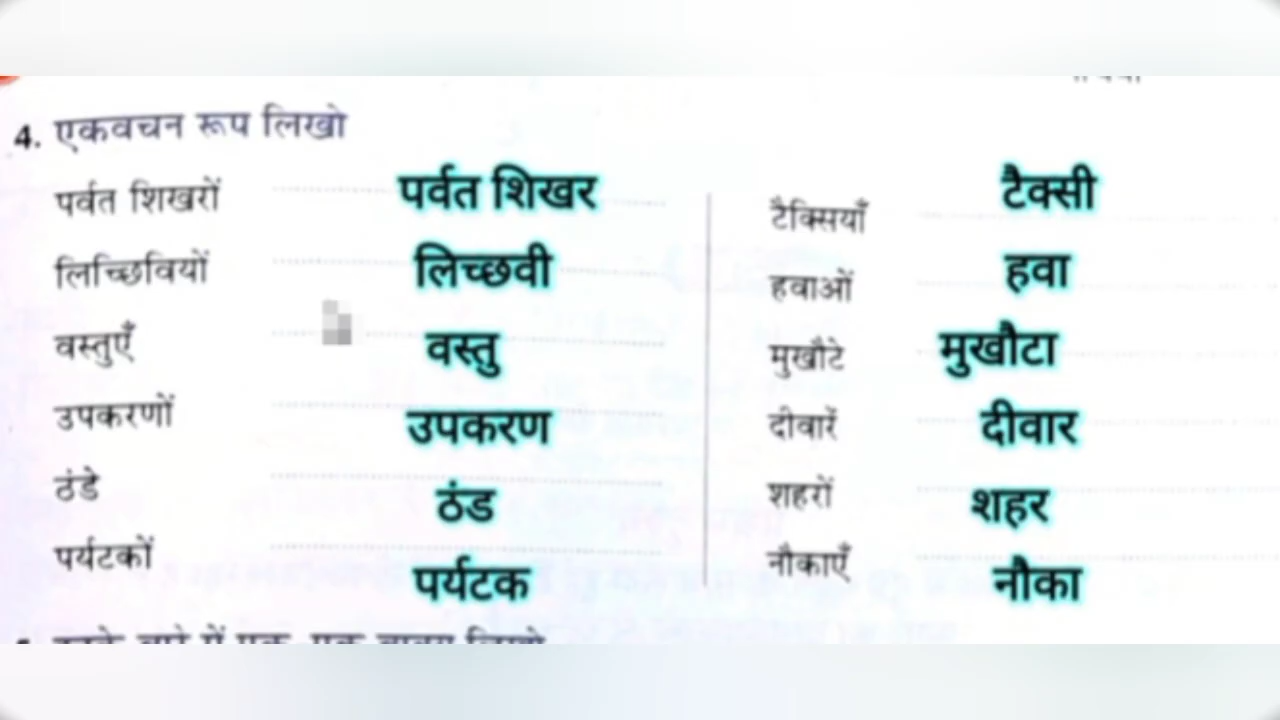 4. एकवचन रूप लिखो
पर्वत शिखरों पर्वत शिखर टैक्सियाँ टैक्सी
लिच्छिवियों लिच्छवी हवाओं हवा
वस्तुएँ वस्तु मुखौटे मुखौटा
उपकरणों उपकरण दीवारें दीवार
ठंडे ठंड शहरों शहर
पर्यटकों पर्यटक नौकाएँ नौका